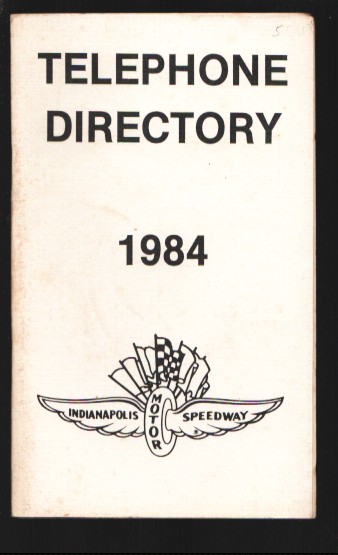 TELEPHONE
DIRECTORY
1984
INDIANAPOLIS MOTOR SPEEDWAY